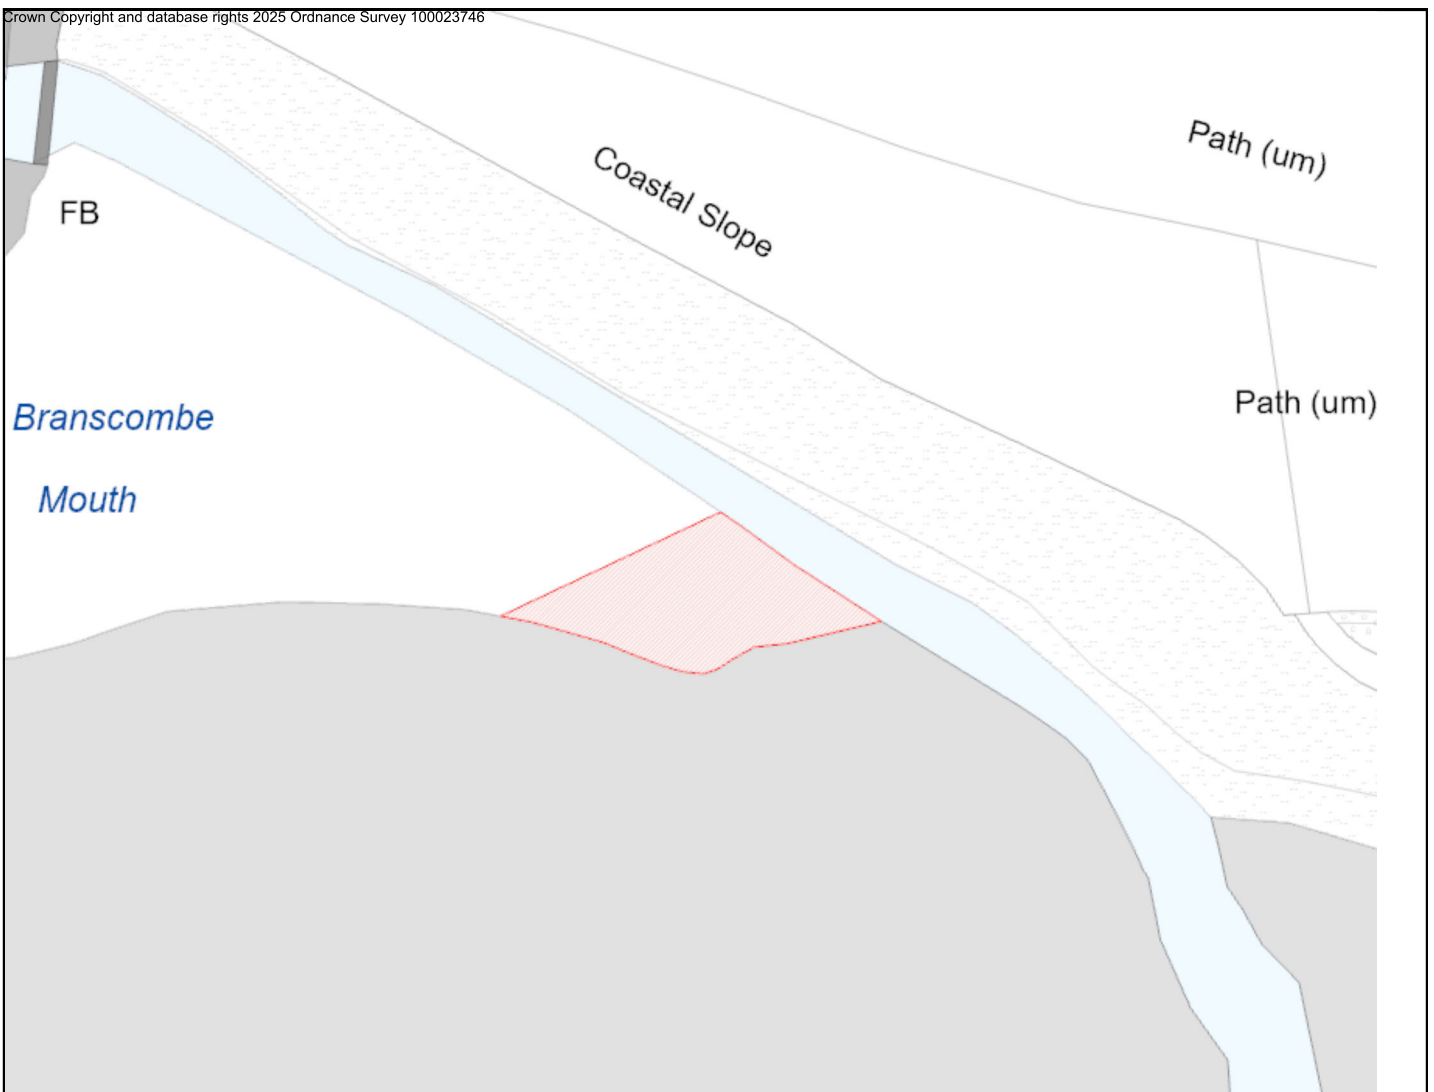 Crown Copyright and database rights 2025 Ordnance Survey 100023746
Path (um)
Coastal Slope
FB
Path (um)
Branscombe
Mouth